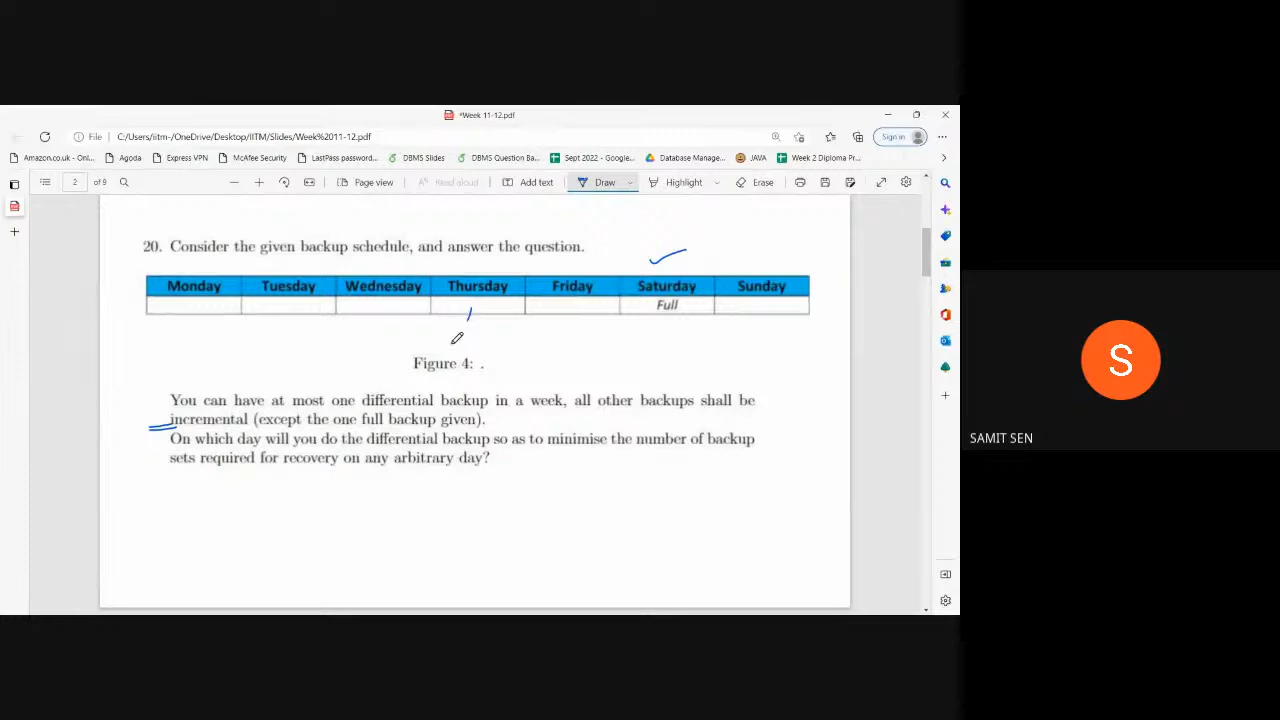 *Week 11-12.pdf
File
C:/Users/iitm-/OneDrive/Desktop/IITM/Slides/Week%2011-12.pdf
Sign in
Amazon.co.uk - Onl...
Agoda
Express VPN
McAfee Security
LastPass password...
DBMS Slides
DBMS Question Ba...
Sept 2022 - Google...
Database Manage...
JAVA
Week 2 Diploma Pr...
2 of 9
Page view
Read aloud
Add text
Draw
Highlight
Erase
20. Consider the given backup schedule, and answer the question.
Monday Tuesday Wednesday Thursday Friday Saturday Sunday
Full
Figure 4: .
You can have at most one differential backup in a week, all other backups shall be
incremental (except the one full backup given).
On which day will you do the differential backup so as to minimise the number of backup
sets required for recovery on any arbitrary day?
S
SAMIT SEN